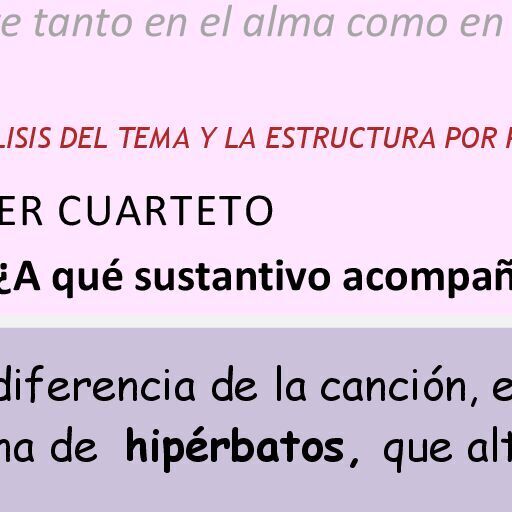 e tanto en el alma como en
LISIS DEL TEMA Y LA ESTRUCTURA POR
ER CUARTETO
¿A qué sustantivo acompañ
diferencia de la canción, e
na de hipérbatos, que alt